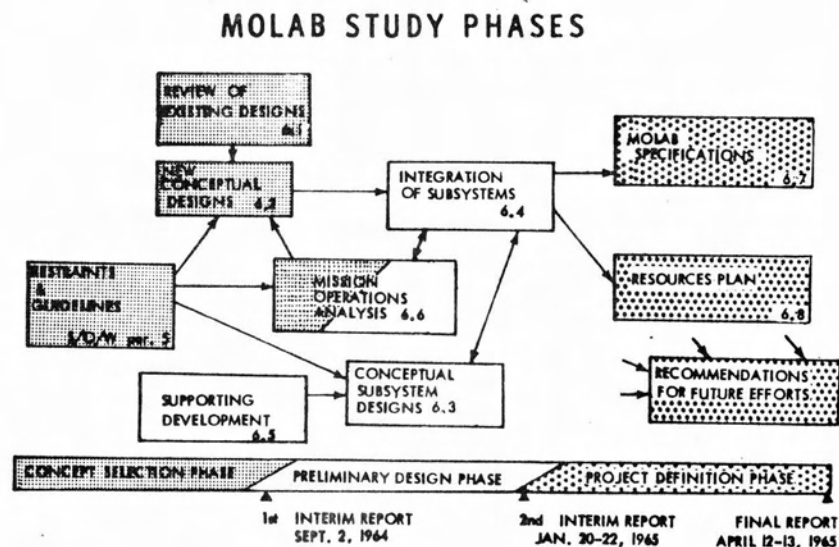 MOLAB STUDY PHASES
REVIEW OF
EXISTING DESIGNS
6.1
NEW
CONCEPTUAL
DESIGNS 6.2
INTEGRATION
OF SUBSYSTEMS
6.4
MOLAB
SPECIFICATIONS
6.7
RESTRAINTS
&
GUIDELINES
S/O/W par. 5
MISSION
OPERATIONS
ANALYSIS 6.6
RESOURCES PLAN
6.8
SUPPORTING
DEVELOPMENT
6.5
CONCEPTUAL
SUBSYSTEM
DESIGNS 6.3
RECOMMENDATIONS
FOR FUTURE EFFORTS
CONCEPT SELECTION PHASE
PRELIMINARY DESIGN PHASE
PROJECT DEFINITION PHASE
1st INTERIM REPORT
SEPT. 2, 1964
2nd INTERIM REPORT
JAN. 20-22, 1965
FINAL REPORT
APRIL 12-13, 1965